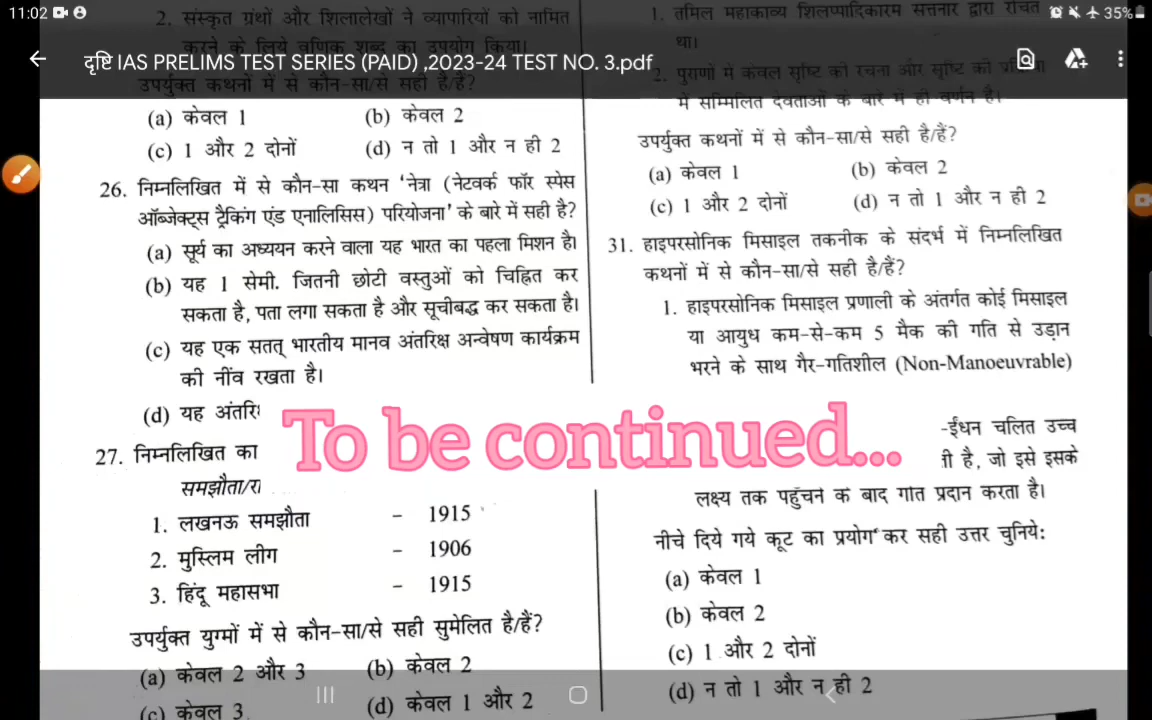 11:02
35%
दृष्टि IAS PRELIMS TEST SERIES (PAID) ,2023-24 TEST NO. 3.pdf
2. संस्कृत ग्रंथों और शिलालेखों ने व्यापारियों को नामित
करने के लिये वणिक शब्द का उपयोग किया।
उपर्युक्त कथनों में से कौन-सा/से सही है/हैं?
(a) केवल 1 (b) केवल 2
(c) 1 और 2 दोनों (d) न तो 1 और न ही 2
26. निम्नलिखित में से कौन-सा कथन ‘नेत्रा (नेटवर्क फॉर स्पेस
ऑब्जेक्ट्स ट्रैकिंग एंड एनालिसिस) परियोजना’ के बारे में सही है?
(a) सूर्य का अध्ययन करने वाला यह भारत का पहला मिशन है।
(b) यह 1 सेमी. जितनी छोटी वस्तुओं को चिह्नित कर
सकता है, पता लगा सकता है और सूचीबद्ध कर सकता है।
(c) यह एक सतत् भारतीय मानव अंतरिक्ष अन्वेषण कार्यक्रम
की नींव रखता है।
(d) यह
27. निम्नलिखित का
1. लखनऊ समझौता – 1915
2. मुस्लिम लीग – 1906
3. हिंदू महासभा – 1915
उपर्युक्त युग्मों में से कौन-सा/से सही सुमेलित है/हैं?
(a) केवल 2 और 3 (b) केवल 2
(c) केवल 3 (d) केवल 1 और 2
1. तमिल महाकाव्य शिलप्पादिकारम सत्तनार द्वारा रचित
था।
2. पुराणों में केवल सृष्टि की रचना और सृष्टि की
में सम्मिलित देवताओं के बारे में ही वर्णन है।
उपर्युक्त कथनों में से कौन-सा/से सही है/हैं?
(a) केवल 1 (b) केवल 2
(c) 1 और 2 दोनों (d) न तो 1 और न ही 2
31. हाइपरसोनिक मिसाइल तकनीक के संदर्भ में निम्नलिखित
कथनों में से कौन-सा/से सही है/हैं?
1. हाइपरसोनिक मिसाइल प्रणाली के अंतर्गत कोई मिसाइल
या आयुध कम-से-कम 5 मैक की गति से उड़ान
भरने के साथ गैर-गतिशील (Non-Manoeuvrable)
-ईंधन चलित उच्च
है, जो इसे इसके
लक्ष्य तक पहुँचने के बाद गति प्रदान करता है।
नीचे दिये गये कूट का प्रयोग कर सही उत्तर चुनिये:
(a) केवल 1
(b) केवल 2
(c) 1 और 2 दोनों
(d) न तो 1 और न ही 2
To be continued...